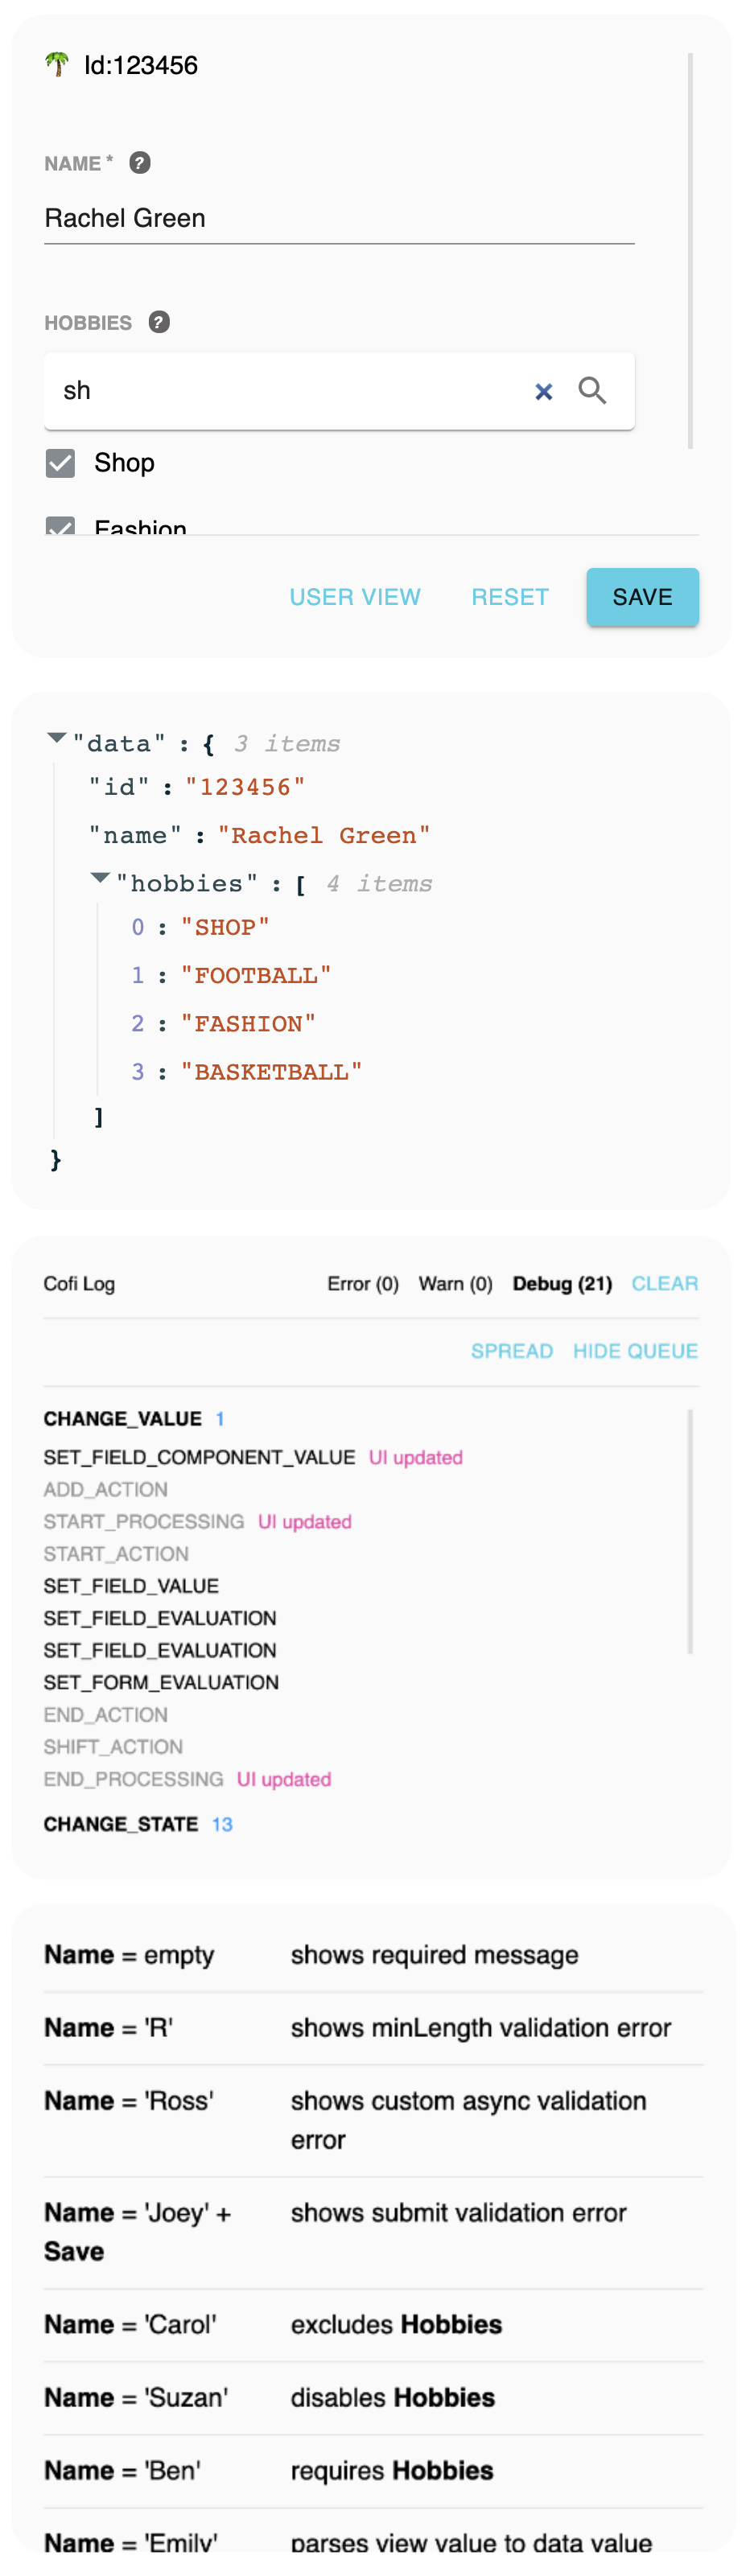 🌴 Id:123456
NAME * ?
Rachel Green
HOBBIES ?
sh ×
Shop
Fashion
USER VIEW RESET SAVE
"data" : { 3 items
"id" : "123456"
"name" : "Rachel Green"
"hobbies" : [ 4 items
0 : "SHOP"
1 : "FOOTBALL"
2 : "FASHION"
3 : "BASKETBALL"
]
}
Cofi Log Error (0) Warn (0) Debug (21) CLEAR
SPREAD HIDE QUEUE
CHANGE_VALUE 1
SET_FIELD_COMPONENT_VALUE UI updated
ADD_ACTION
START_PROCESSING UI updated
START_ACTION
SET_FIELD_VALUE
SET_FIELD_EVALUATION
SET_FIELD_EVALUATION
SET_FORM_EVALUATION
END_ACTION
SHIFT_ACTION
END_PROCESSING UI updated
CHANGE_STATE 13
Name = empty shows required message
Name = 'R' shows minLength validation error
Name = 'Ross' shows custom async validation
error
Name = 'Joey' + shows submit validation error
Save
Name = 'Carol' excludes Hobbies
Name = 'Suzan' disables Hobbies
Name = 'Ben' requires Hobbies
Name = 'Emily' parses view value to data value